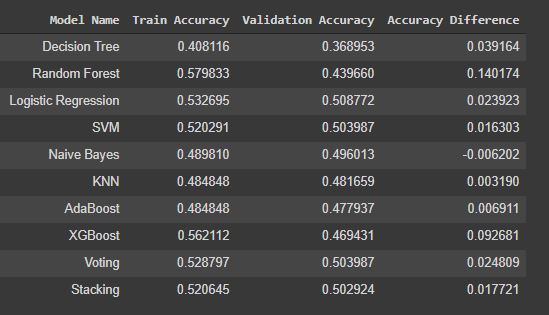 Model Name Train Accuracy Validation Accuracy Accuracy Difference
Decision Tree 0.408116 0.368953 0.039164
Random Forest 0.579833 0.439660 0.140174
Logistic Regression 0.532695 0.508772 0.023923
SVM 0.520291 0.503987 0.016303
Naive Bayes 0.489810 0.496013 -0.006202
KNN 0.484848 0.481659 0.003190
AdaBoost 0.484848 0.477937 0.006911
XGBoost 0.562112 0.469431 0.092681
Voting 0.528797 0.503987 0.024809
Stacking 0.520645 0.502924 0.017721